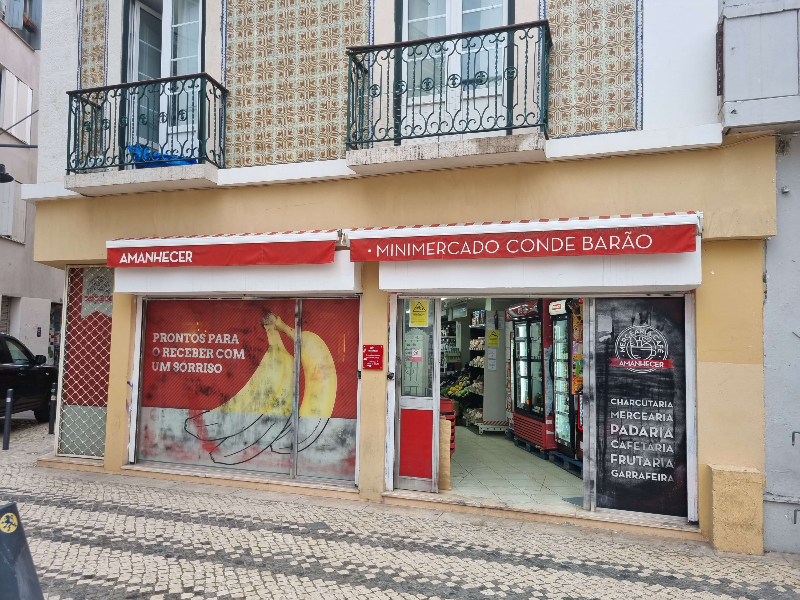 AMANHECER
• MINIMERCADO CONDE BARÃO
PRONTOS PARA
O RECEBER COM
UM SORRISO
AMANHECER
CHARCUTARIA
MERCEARIA
PADARIA
CAFETARIA
FRUTARIA
GARRAFEIRA